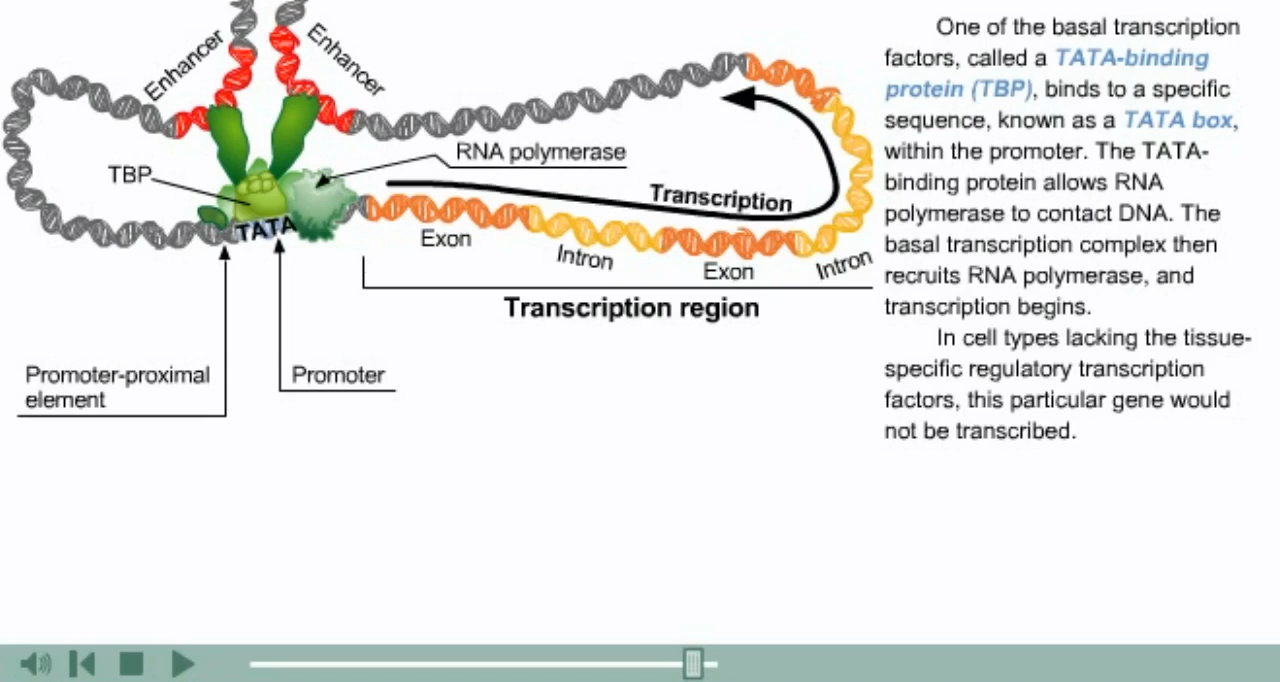 Enhancer
Enhancer
TBP
RNA polymerase
Transcription
TATA
Exon
Intron
Exon
Intron
Transcription region
Promoter-proximal
element
Promoter
One of the basal transcription
factors, called a TATA-binding
protein (TBP), binds to a specific
sequence, known as a TATA box,
within the promoter. The TATA-
binding protein allows RNA
polymerase to contact DNA. The
basal transcription complex then
recruits RNA polymerase, and
transcription begins.
In cell types lacking the tissue-
specific regulatory transcription
factors, this particular gene would
not be transcribed.